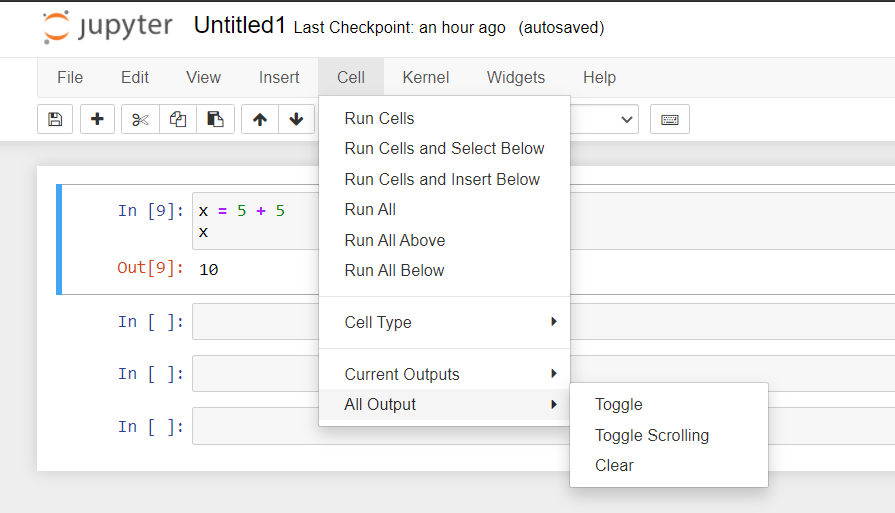 jupyter Untitled1 Last Checkpoint: an hour ago (autosaved)
File Edit View Insert Cell Kernel Widgets Help
Run Cells
Run Cells and Select Below
Run Cells and Insert Below
Run All
Run All Above
Run All Below
Cell Type
Current Outputs
All Output
Toggle
Toggle Scrolling
Clear
In [9]: x = 5 + 5
x
Out[9]: 10
In [ ]:
In [ ]:
In [ ]: